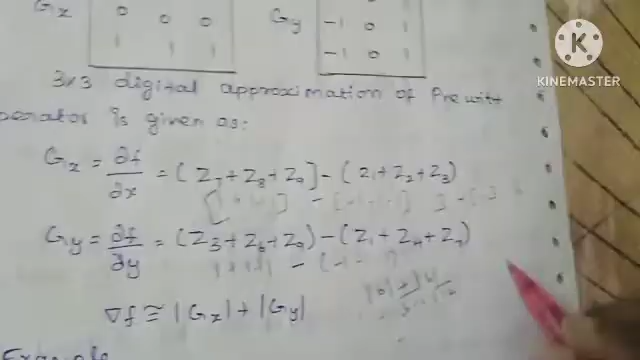 Gx 0 0 0
1 1 1
Gy -1 0 1
-1 0 1
KINEMASTER
3x3 digital approximation of Prewitt
perator is given as:
Gx = ∂f/∂x = (Z7+Z8+Z9) - (Z1+Z2+Z3)
Gy = ∂f/∂y = (Z3+Z6+Z9) - (Z1+Z4+Z7)
∇f ≅ |Gx| + |Gy|
Example